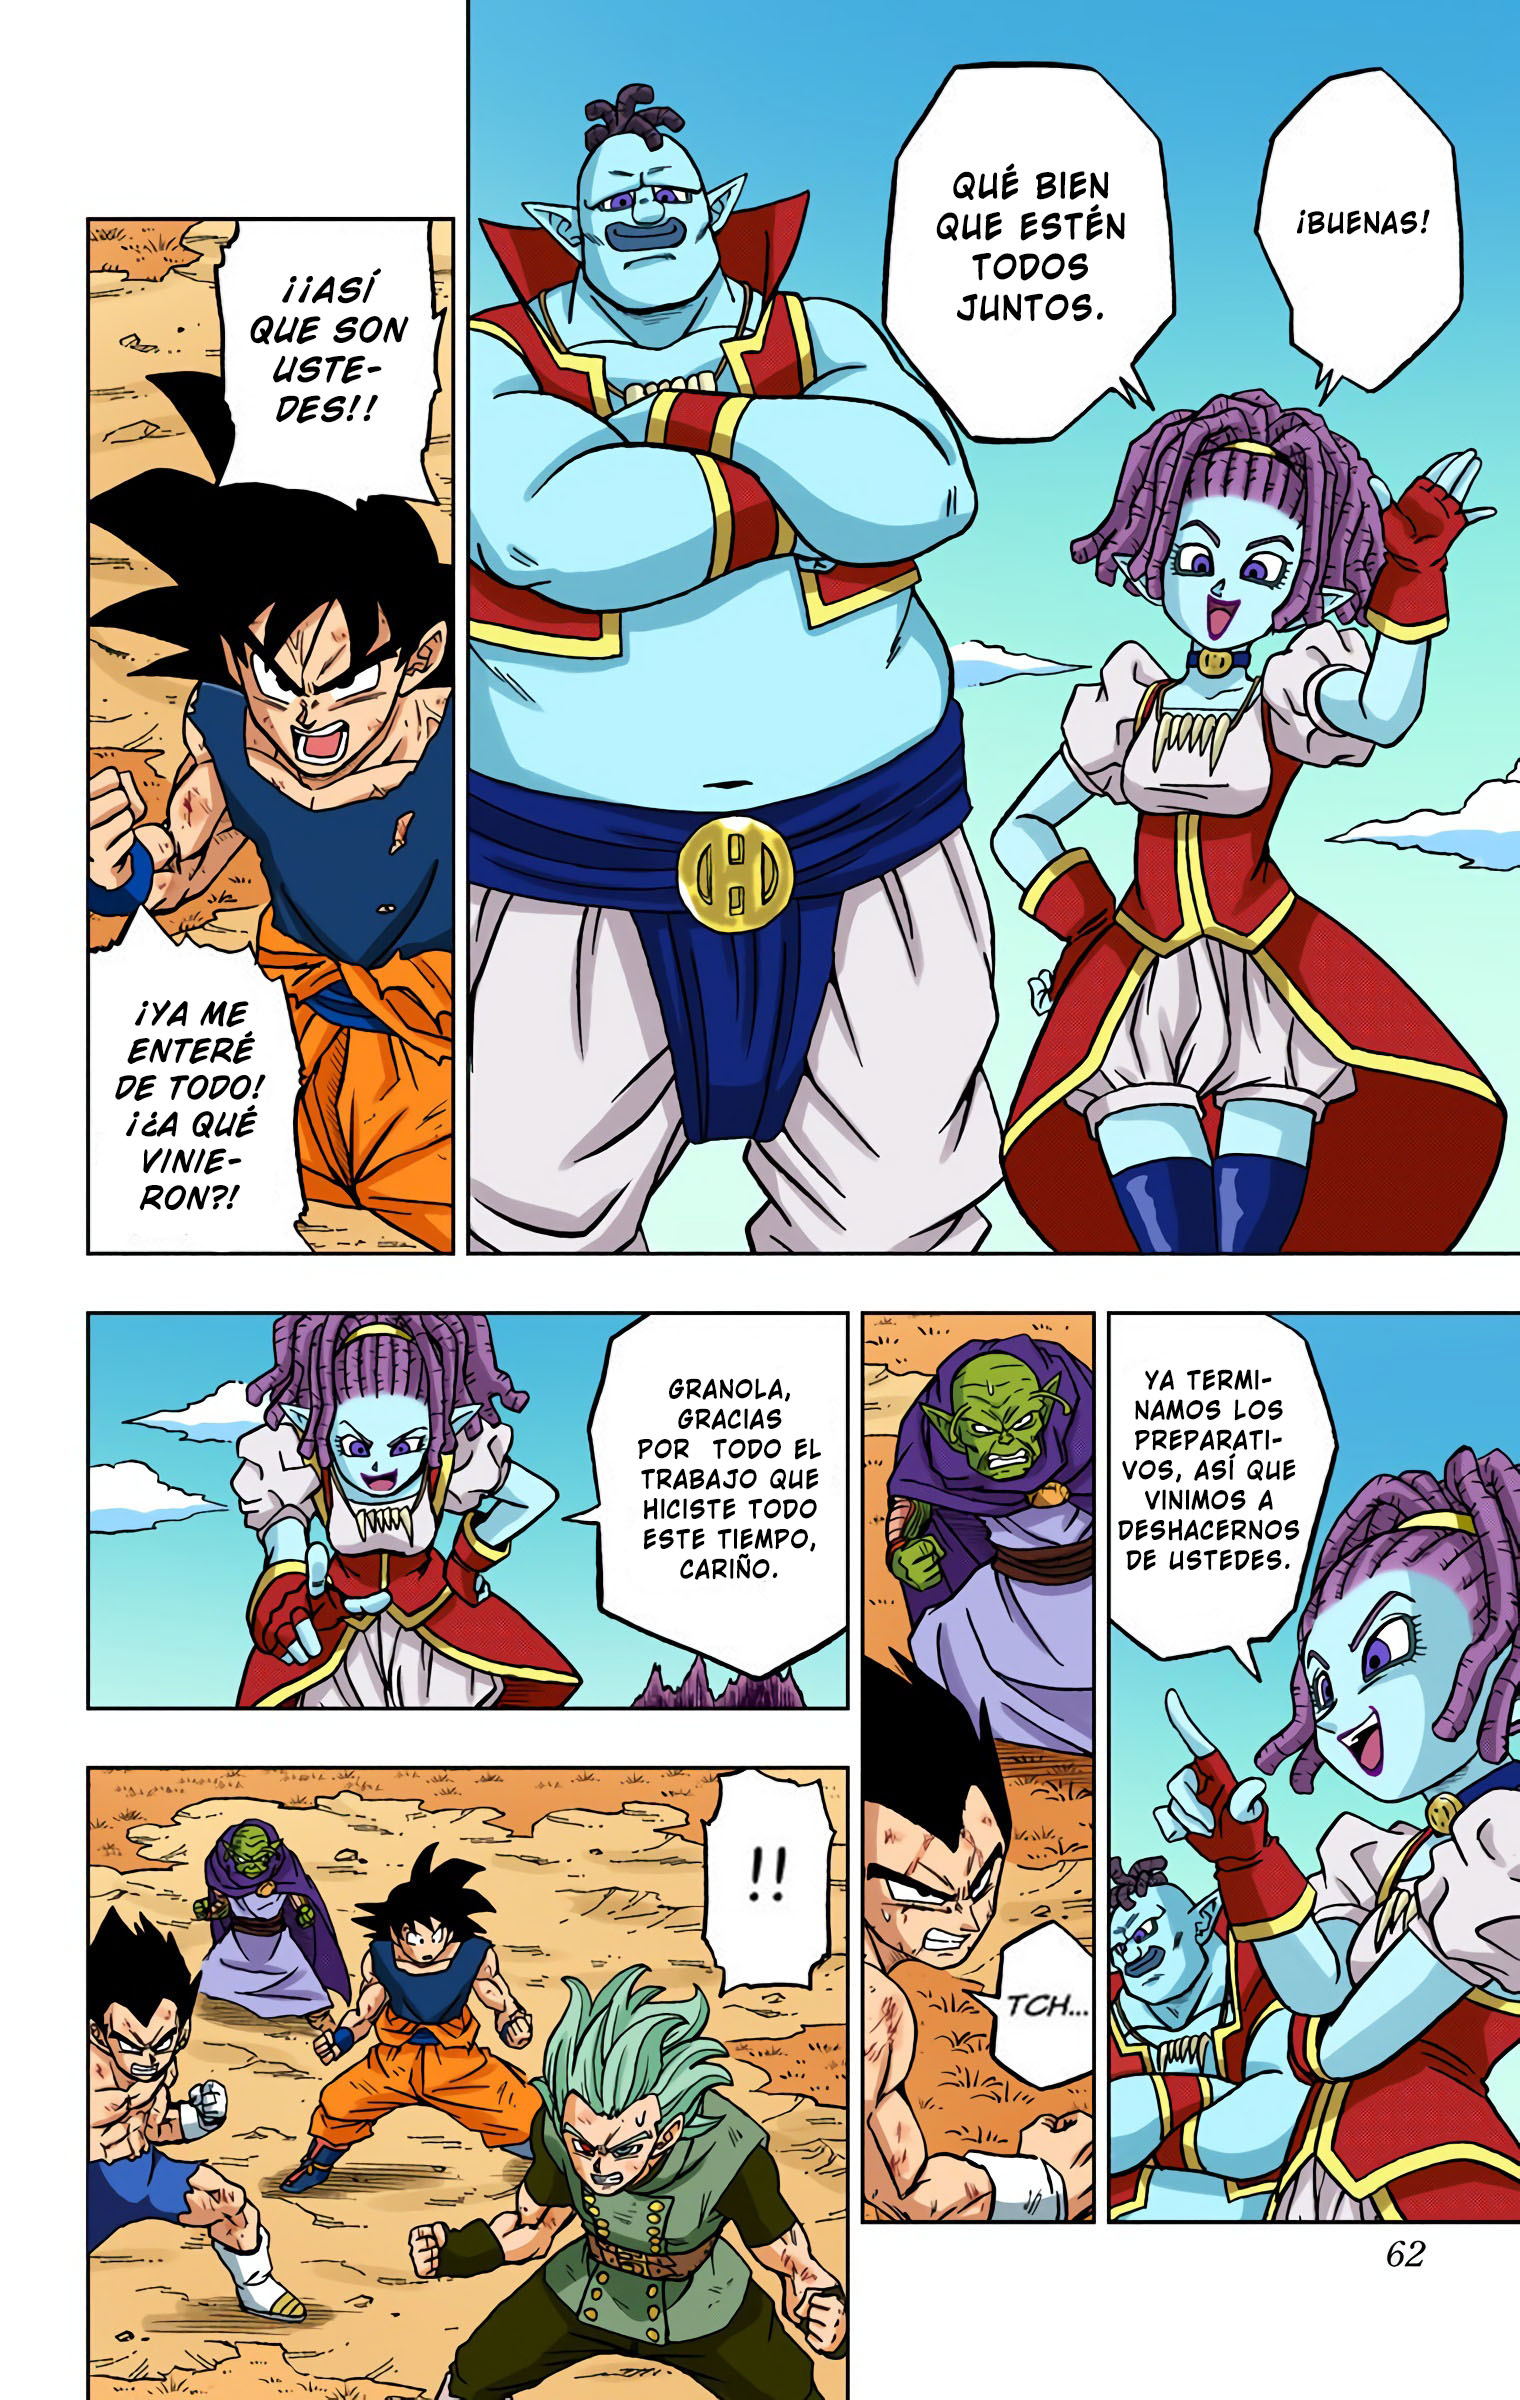 ¡BUENAS!
QUÉ BIEN
QUE ESTÉN
TODOS
JUNTOS.
¡¡ASÍ
QUE SON
USTE-
DES!!
¡YA ME
ENTERÉ
DE TODO!
¡¿A QUÉ
VINIE-
RON?!
YA TERMI-
NAMOS LOS
PREPARATI-
VOS, ASÍ QUE
VINIMOS A
DESHACERNOS
DE USTEDES.
TCH...
GRANOLA,
GRACIAS
POR TODO EL
TRABAJO QUE
HICISTE TODO
ESTE TIEMPO,
CARIÑO.
!!
62